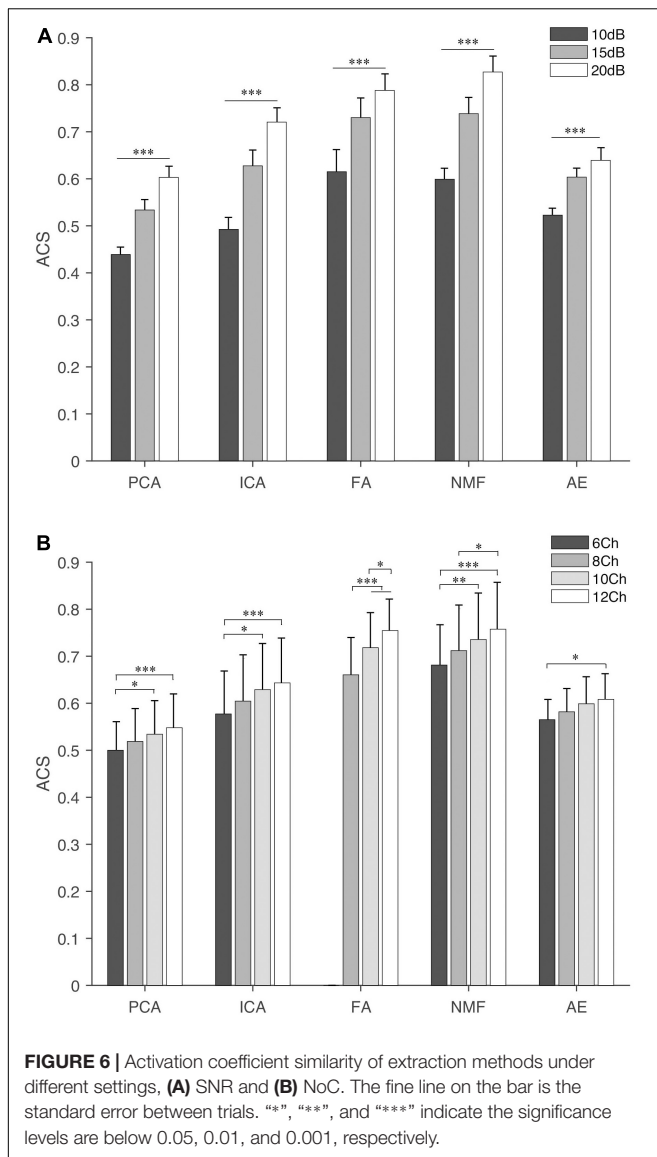 A
0.9
0.8
0.7
0.6
0.5
0.4
0.3
0.2
0.1
0
ACS
10dB
15dB
20dB
***
***
***
***
***
PCA ICA FA NMF AE
B
0.9
0.8
0.7
0.6
0.5
0.4
0.3
0.2
0.1
0
ACS
6Ch
8Ch
10Ch
12Ch
***
*
***
*
*
***
*
***
**
*
PCA ICA FA NMF AE
FIGURE 6 | Activation coefficient similarity of extraction methods under
different settings, (A) SNR and (B) NoC. The fine line on the bar is the
standard error between trials. “*”, “**”, and “***” indicate the significance
levels are below 0.05, 0.01, and 0.001, respectively.